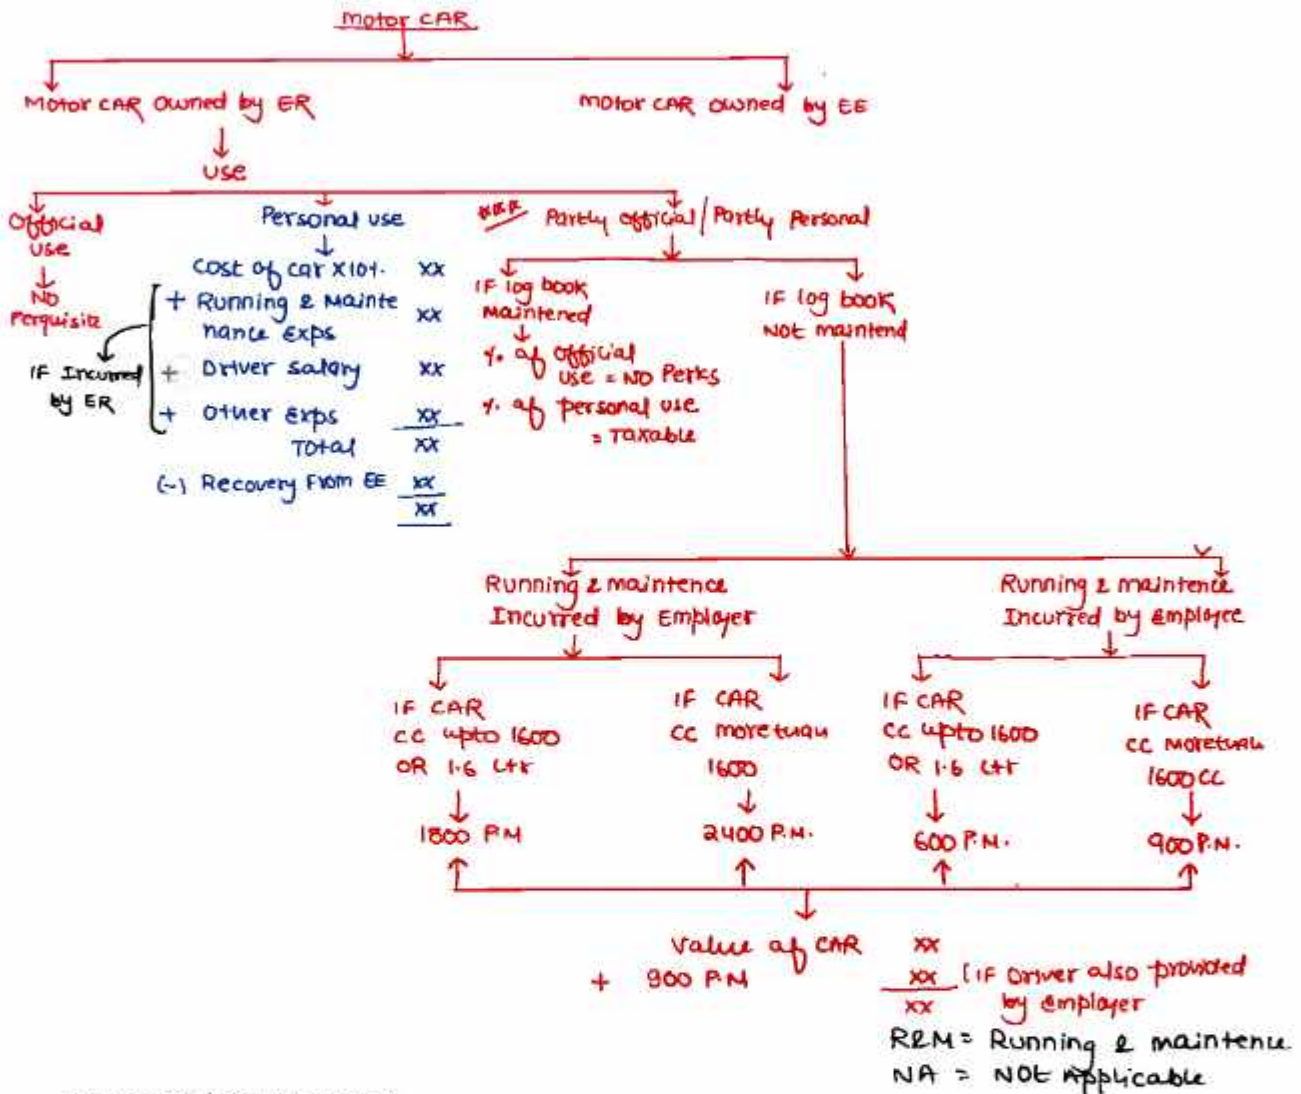 Motor CAR
Motor CAR Owned by ER
Motor CAR owned by EE
use
Official
use
NO
Perquisite
Personal use
Cost of car X10%. XX
+ Running & Mainte
nance Exps XX
+ Driver salary XX
+ Other Exps XX
Total XX
(-) Recovery From EE XX
XX
IF Incurred
by ER
*** Partly official / Partly Personal
IF log book
Maintened
%. of Official
use = NO Perks
%. of personal use
= Taxable
IF log book
NOt maintend
Running & maintence
Incurred by Employer
Running & maintence
Incurred by Employee
IF CAR
CC upto 1600
OR 1.6 Ltr
1800 P.M
IF CAR
CC morethan
1600
2400 P.M.
IF CAR
CC upto 1600
OR 1.6 Ltr
600 P.M.
IF CAR
CC Morethan
1600 CC
900 P.M.
Value of CAR XX
+ 900 P.M XX (IF Driver also provided
XX by employer
R&M = Running & maintence
NA = NOt Applicable